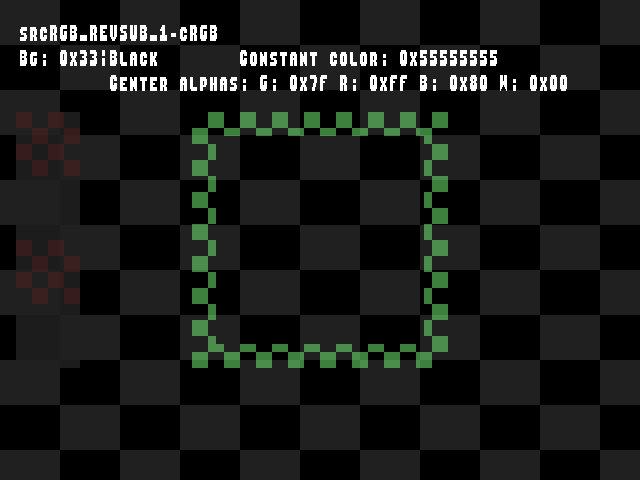 srcRGB_REVSUB_1-cRGB
Bg: 0x33¦Black Constant color: 0x55555555
Center alphas: G: 0x7f R: 0xff B: 0x80 W: 0x00